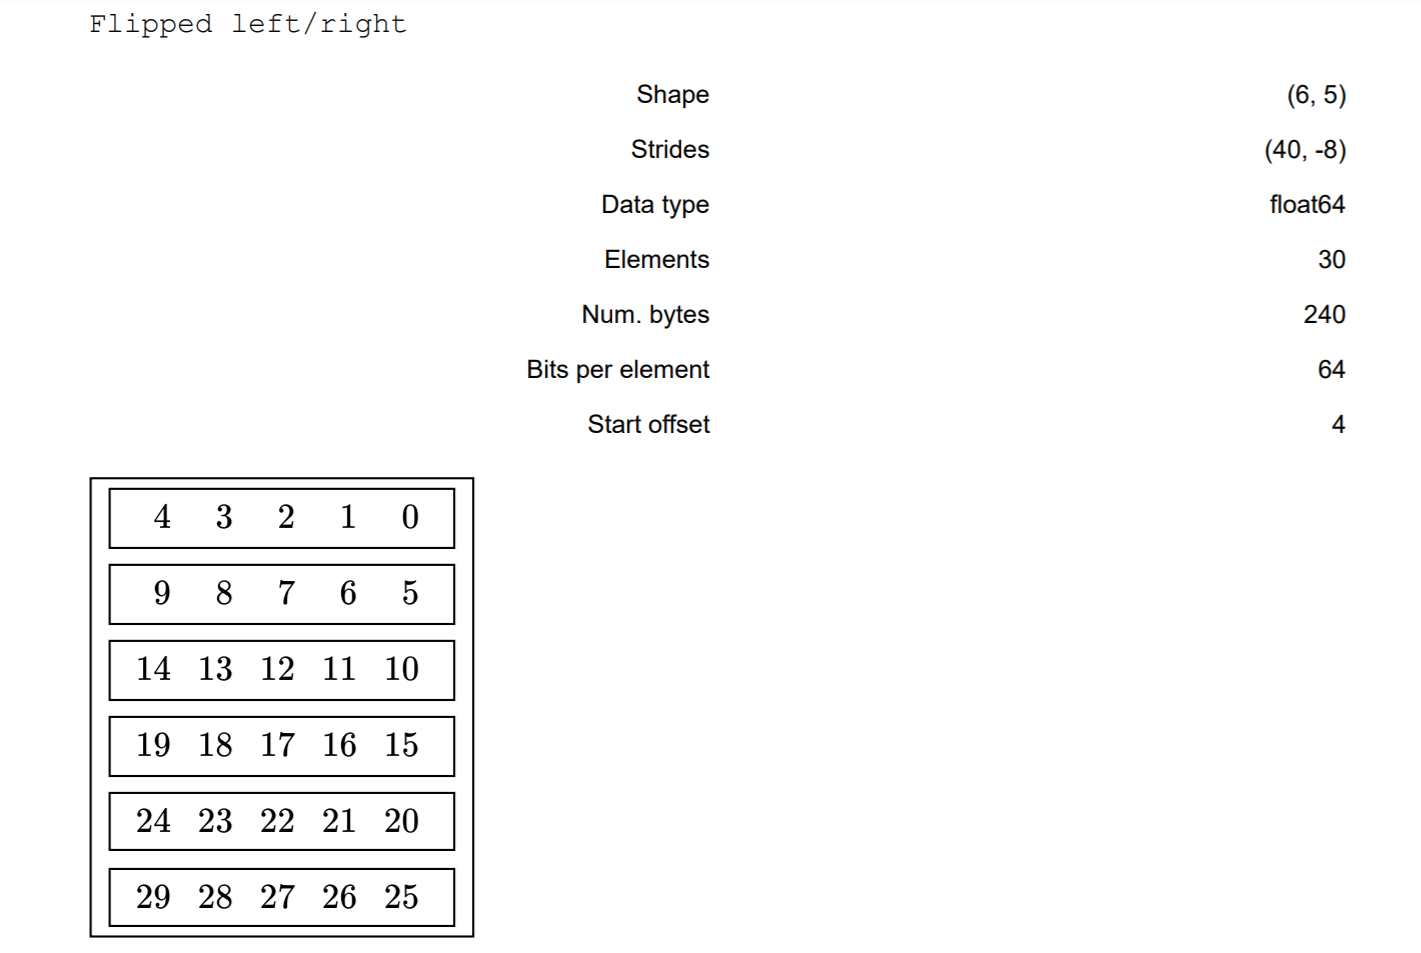 Flipped left/right
Shape (6, 5)
Strides (40, -8)
Data type float64
Elements 30
Num. bytes 240
Bits per element 64
Start offset 4
4 3 2 1 0
9 8 7 6 5
14 13 12 11 10
19 18 17 16 15
24 23 22 21 20
29 28 27 26 25